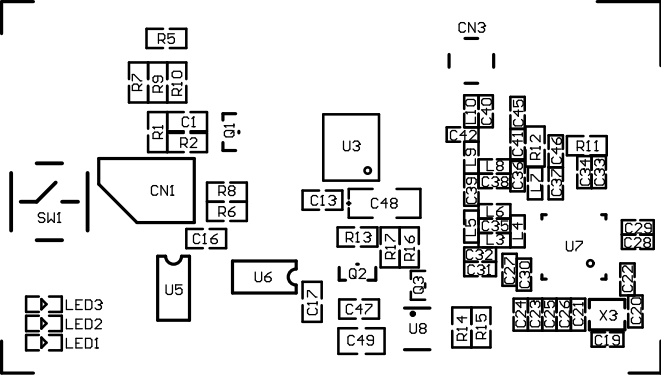 CN3
R5
R7
R9
R10
L10
C40
C45
R1
C1
R2
Q1
U3
C42
C41
R12
C46
R11
L9
L8
C38
C36
C39
L7
C37
C34
C33
CN1
R8
R6
C13
C48
SW1
L5
L6
C35
L3
L4
C16
R13
R17
R16
U7
C29
C28
C32
C31
C27
C30
U5
U6
Q2
Q3
C22
C17
C47
U8
C49
R14
R15
C24
C23
C25
C26
C21
X3
C20
C19
LED3
LED2
LED1